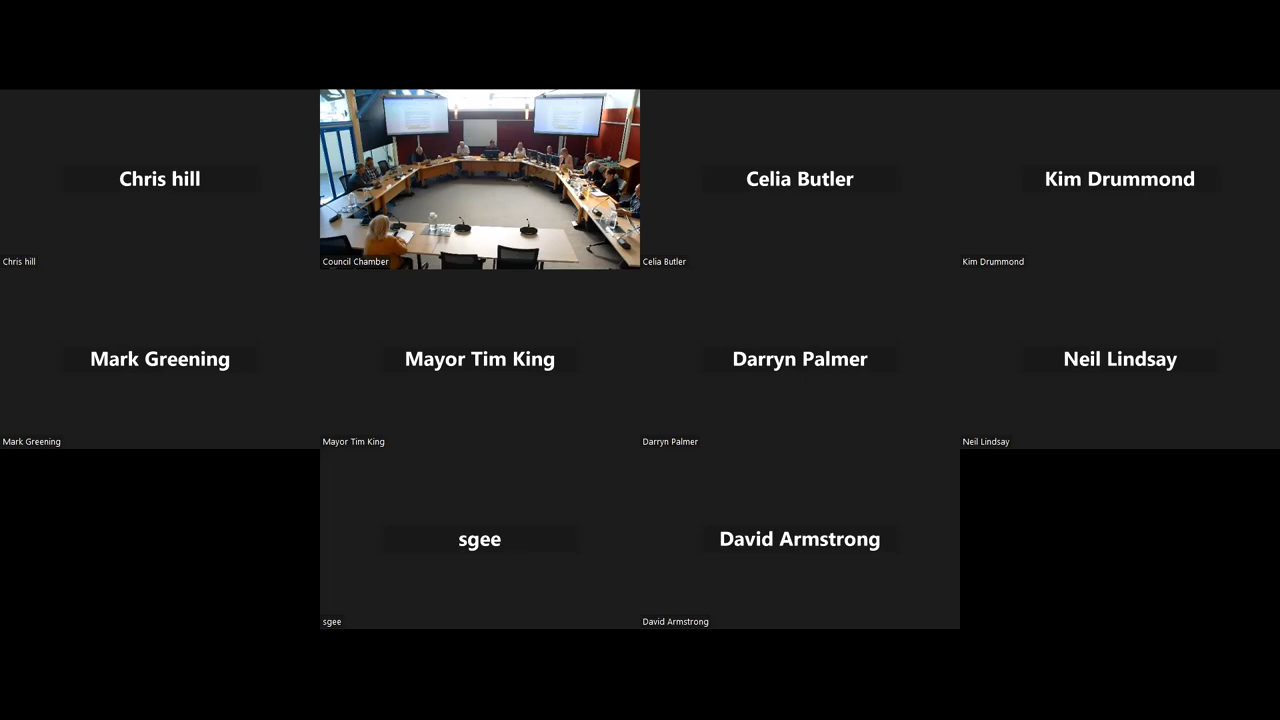 Chris hill
Chris hill
Council Chamber
Celia Butler
Celia Butler
Kim Drummond
Kim Drummond
Mark Greening
Mark Greening
Mayor Tim King
Mayor Tim King
Darryn Palmer
Darryn Palmer
Neil Lindsay
Neil Lindsay
sgee
sgee
David Armstrong
David Armstrong